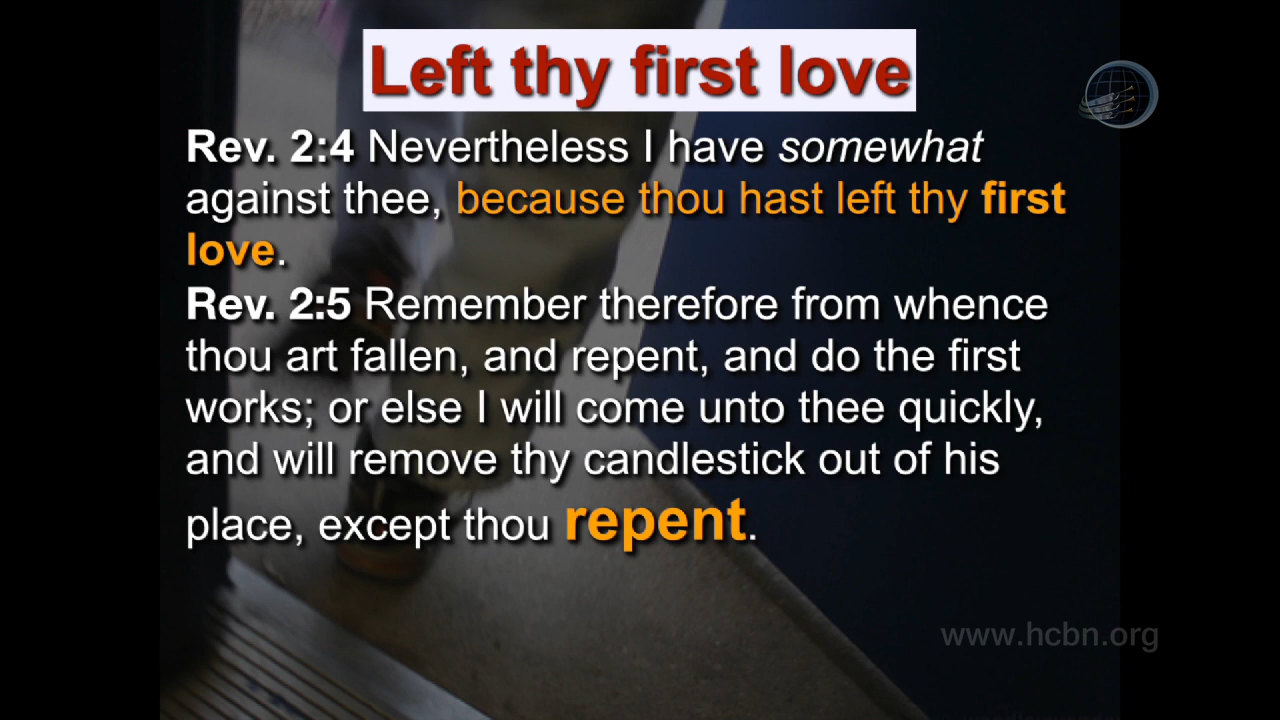 Left thy first love
Rev. 2:4 Nevertheless I have somewhat
against thee, because thou hast left thy first
love.
Rev. 2:5 Remember therefore from whence
thou art fallen, and repent, and do the first
works; or else I will come unto thee quickly,
and will remove thy candlestick out of his
place, except thou repent.
www.hcbn.org